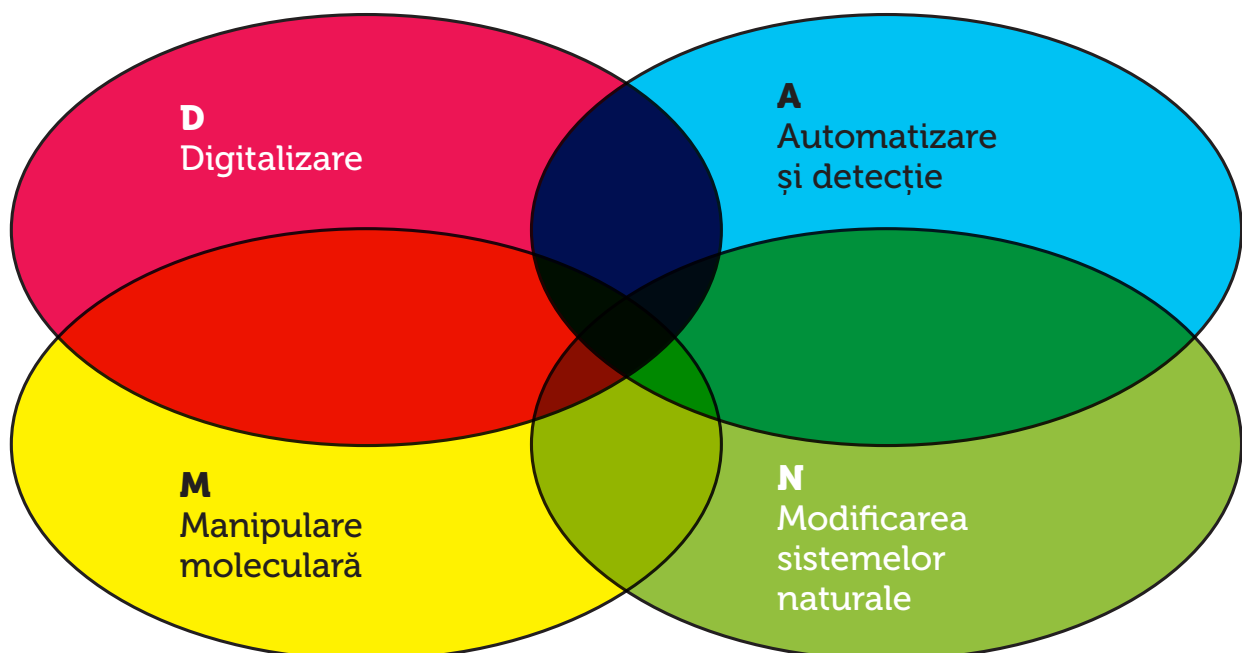 D
Digitalizare
A
Automatizare
și detecție
M
Manipulare
moleculară
N
Modificarea
sistemelor
naturale